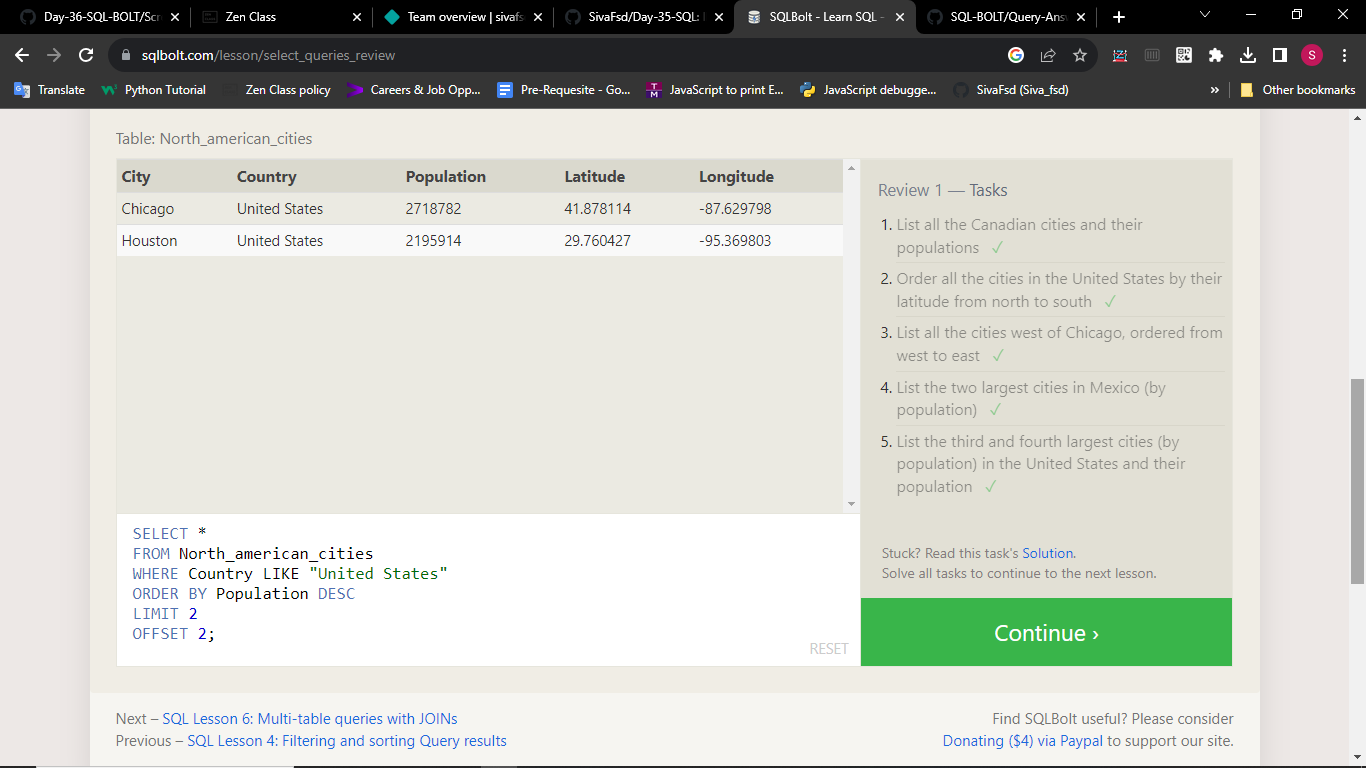 Day-36-SQL-BOLT/Scr
Zen Class
Team overview | sivafs
SivaFsd/Day-35-SQL:
SQLBolt - Learn SQL -
SQL-BOLT/Query-Ans
sqlbolt.com/lesson/select_queries_review
S
Translate
Python Tutorial
Zen Class policy
Careers & Job Opp...
Pre-Requesite - Go...
TM
JavaScript to print E...
JavaScript debugge...
SivaFsd (Siva_fsd)
»
Other bookmarks
Table: North_american_cities
City Country Population Latitude Longitude
Chicago United States 2718782 41.878114 -87.629798
Houston United States 2195914 29.760427 -95.369803
Review 1 — Tasks
1. List all the Canadian cities and their
populations ✓
2. Order all the cities in the United States by their
latitude from north to south ✓
3. List all the cities west of Chicago, ordered from
west to east ✓
4. List the two largest cities in Mexico (by
population) ✓
5. List the third and fourth largest cities (by
population) in the United States and their
population ✓
Stuck? Read this task's Solution.
Solve all tasks to continue to the next lesson.
Continue ›
SELECT *
FROM North_american_cities
WHERE Country LIKE "United States"
ORDER BY Population DESC
LIMIT 2
OFFSET 2;
RESET
Next – SQL Lesson 6: Multi-table queries with JOINs
Previous – SQL Lesson 4: Filtering and sorting Query results
Find SQLBolt useful? Please consider
Donating ($4) via Paypal to support our site.